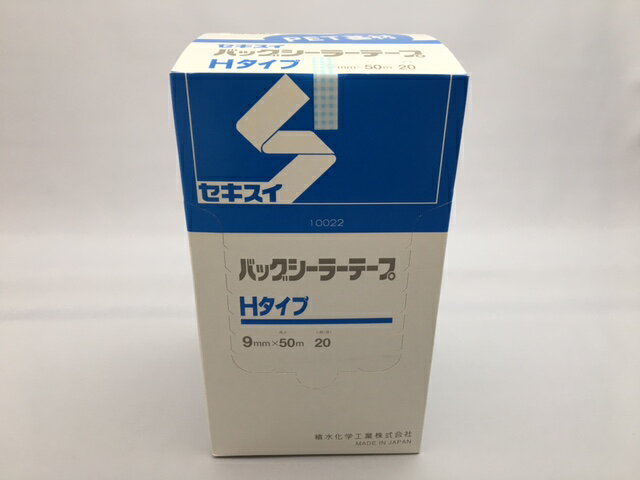 PET素材
セキスイ
バッグシーラーテープ
Hタイプ
9mm×50m 20
セキスイ
10022
バッグシーラーテープ
Hタイプ
9mm×50m 20
積水化学工業株式会社
MADE IN JAPAN